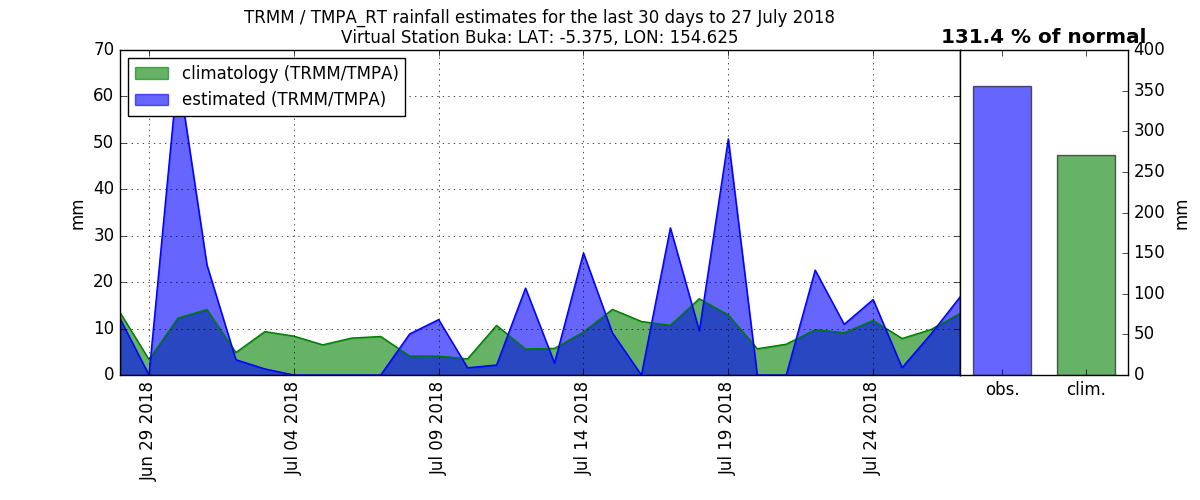 TRMM / TMPA_RT rainfall estimates for the last 30 days to 27 July 2018
Virtual Station Buka: LAT: -5.375, LON: 154.625
131.4 % of normal
climatology (TRMM/TMPA)
estimated (TRMM/TMPA)
70
60
50
40
30
20
10
0
mm
Jun 29 2018
Jul 04 2018
Jul 09 2018
Jul 14 2018
Jul 19 2018
Jul 24 2018
400
350
300
250
200
150
100
50
0
mm
obs.
clim.